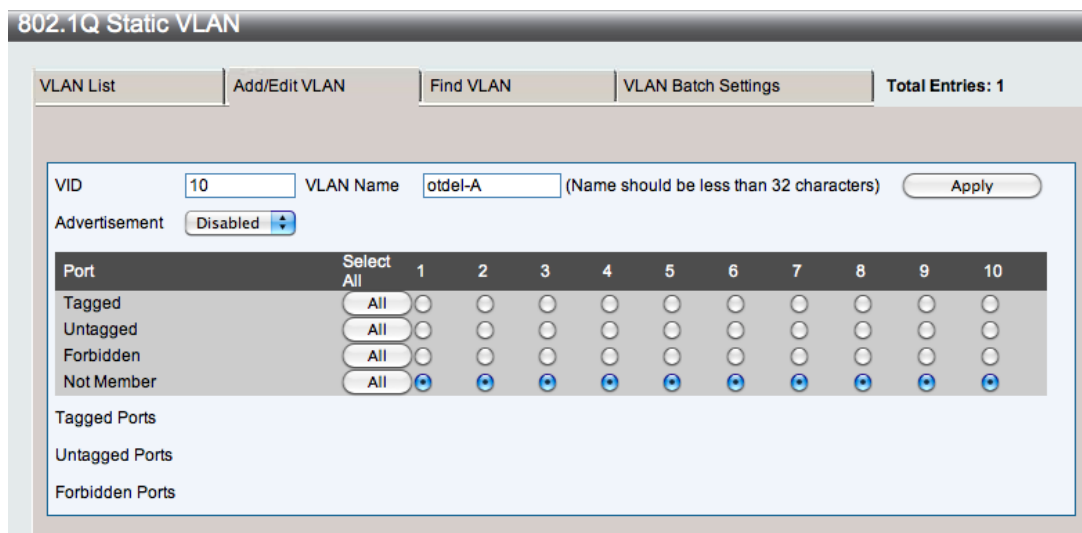 802.1Q Static VLAN
VLAN List Add/Edit VLAN Find VLAN VLAN Batch Settings Total Entries: 1
VID 10 VLAN Name otdel-A (Name should be less than 32 characters) Apply
Advertisement Disabled
Port Select All 1 2 3 4 5 6 7 8 9 10
Tagged All
Untagged All
Forbidden All
Not Member All
Tagged Ports
Untagged Ports
Forbidden Ports